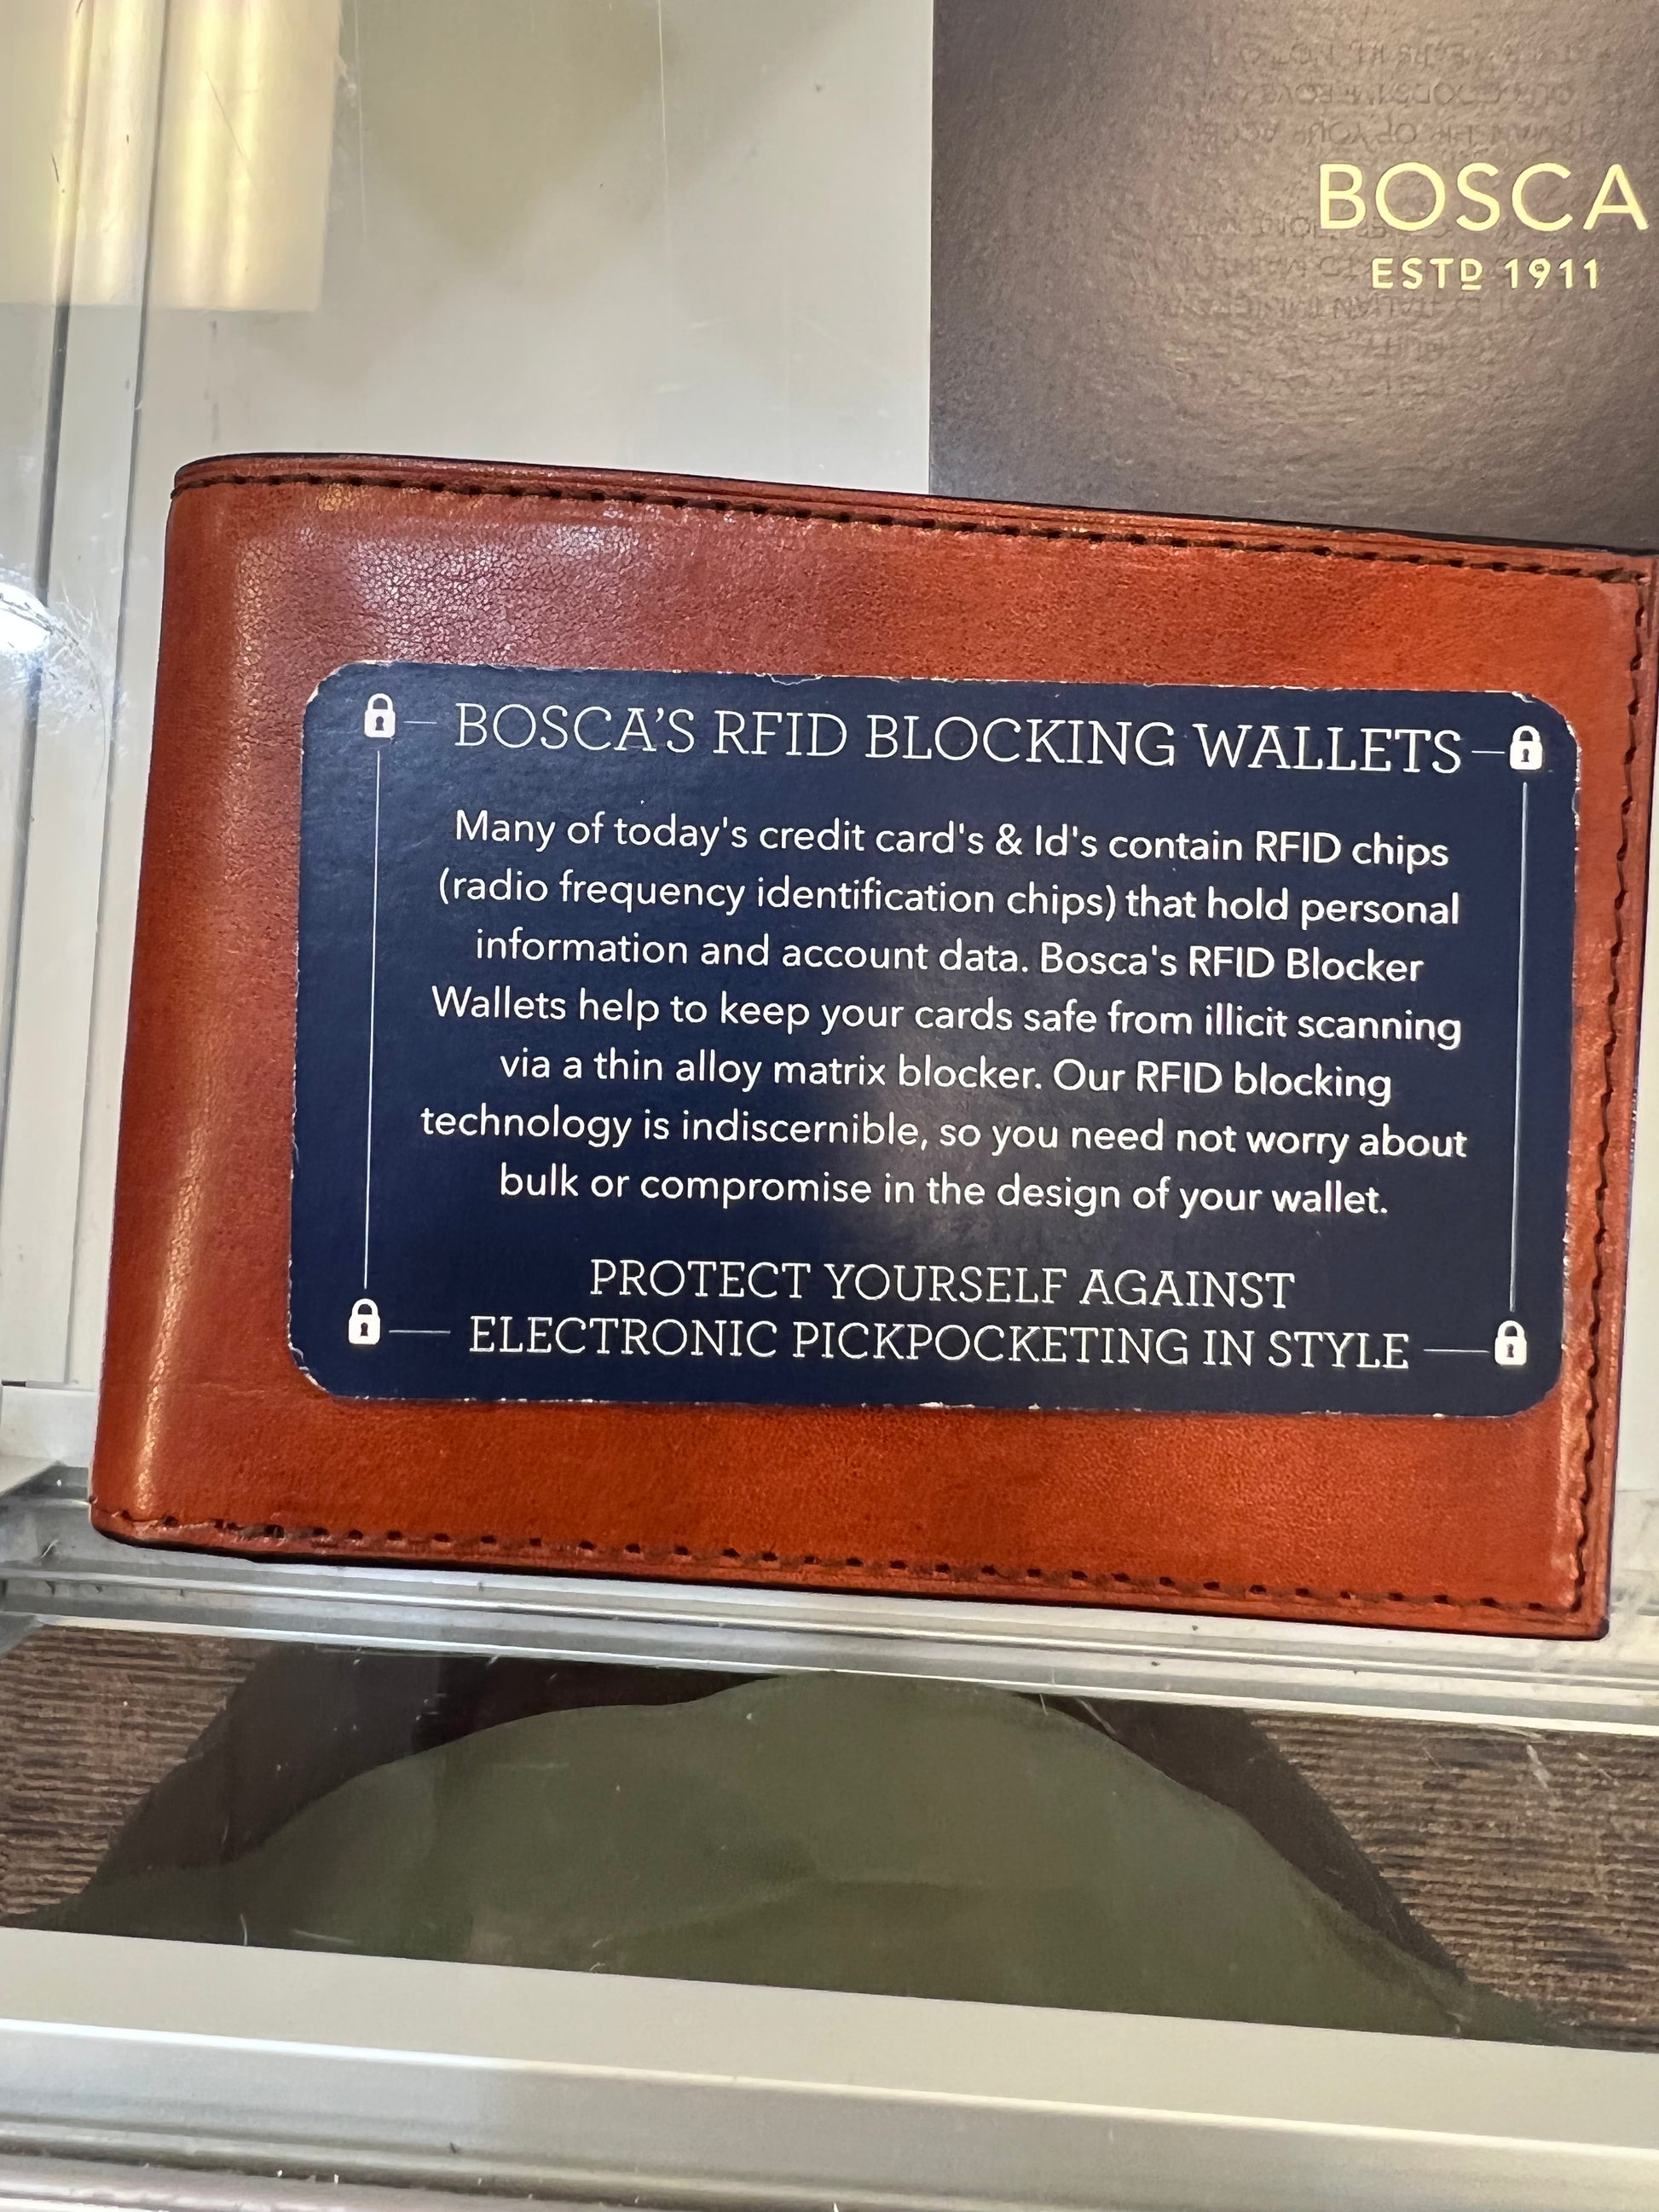 BOSCA
ESTD 1911
BOSCA'S RFID BLOCKING WALLETS
Many of today's credit card's & Id's contain RFID chips
(radio frequency identification chips) that hold personal
information and account data. Bosca's RFID Blocker
Wallets help to keep your cards safe from illicit scanning
via a thin alloy matrix blocker. Our RFID blocking
technology is indiscernible, so you need not worry about
bulk or compromise in the design of your wallet.
PROTECT YOURSELF AGAINST
ELECTRONIC PICKPOCKETING IN STYLE